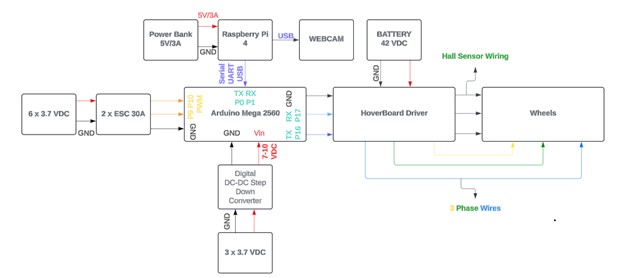 Power Bank
5V/3A
5V/3A
GND
Raspberry Pi
4
USB
WEBCAM
BATTERY
42 VDC
GND
Hall Sensor Wiring
Serial
UART
USB
6 x 3.7 VDC
GND
2 x ESC 30A
P9 P10
PWM
GND
TX RX
P0 P1
Arduino Mega 2560
GND
Vin
GND
RX
P17
TX
P16
HoverBoard Driver
Wheels
7-10
VDC
Digital
DC-DC Step
Down
Converter
GND
3 x 3.7 VDC
3 Phase Wires